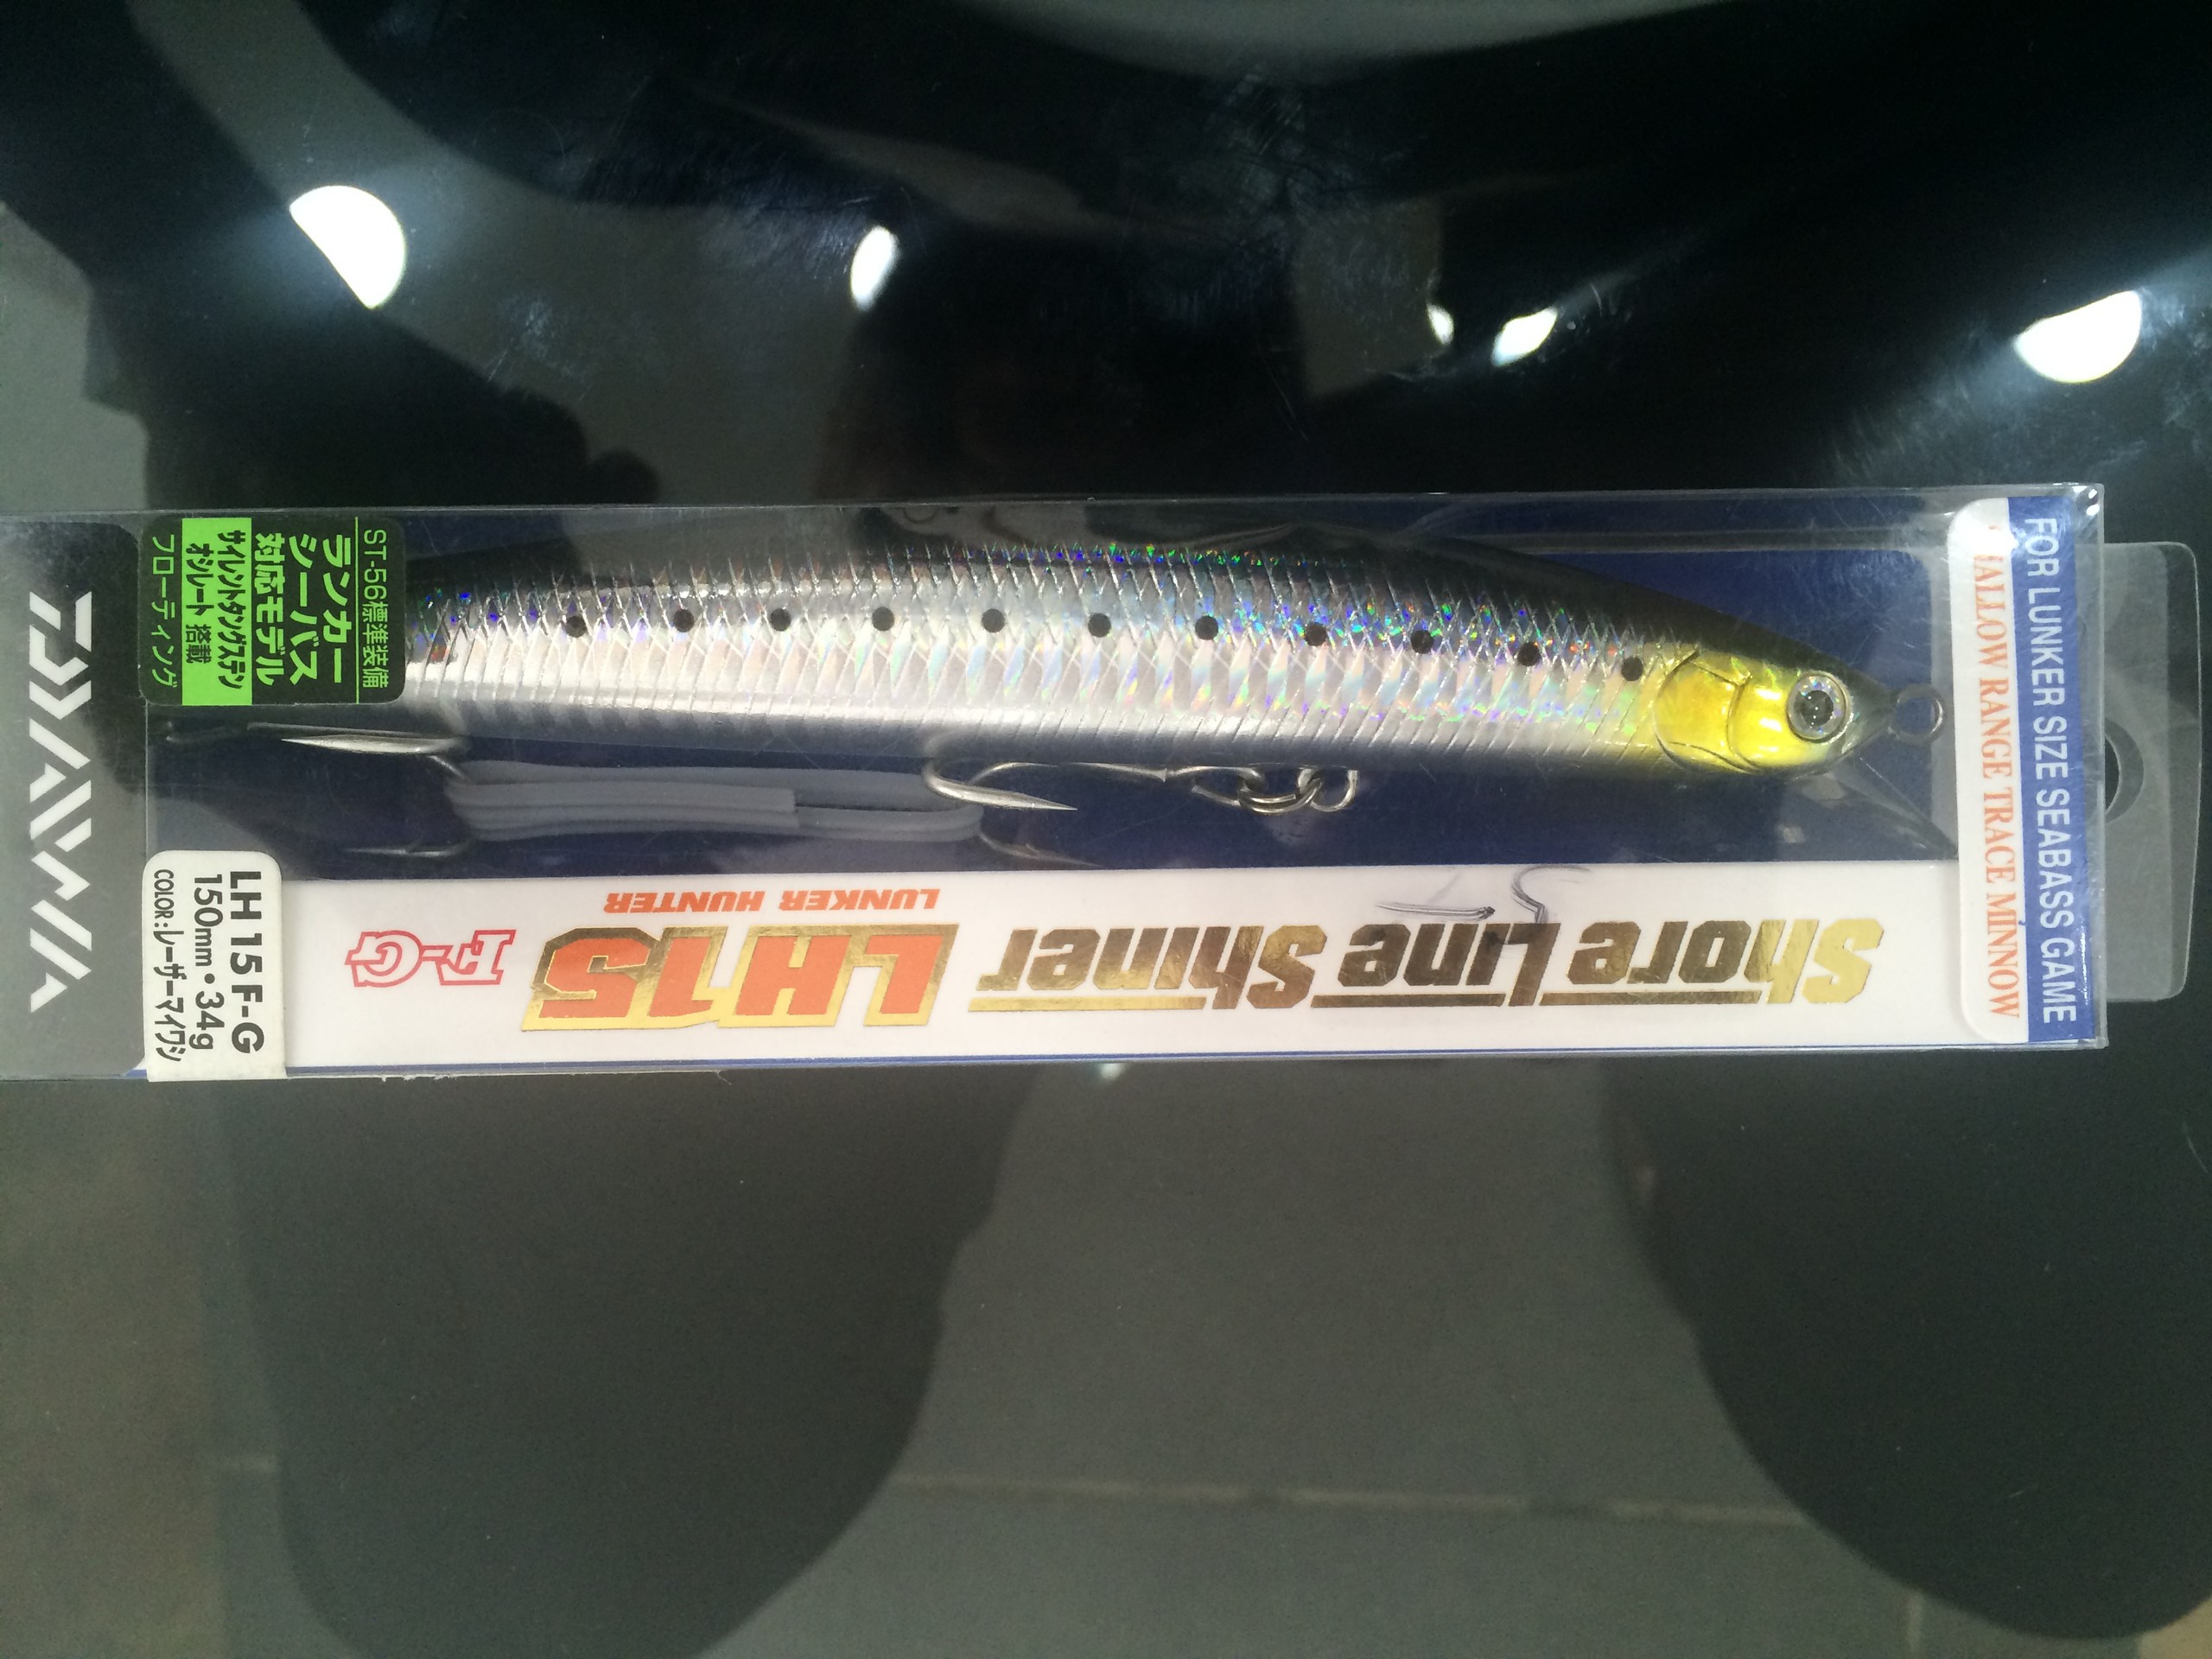 DAIWA
ST-56標準装備
ランカー
シーバス
対応モデル
サイレントタングステン
オシレート 搭載
フローティング
LH 15 F-G
150mm•34g
COLOR:レーザーマイワシ
Shore Line Shiner
LH15
LUNKER HUNTER
F-G
FOR LUNKER SIZE SEABASS GAME
RANGE TRACE MINNOW